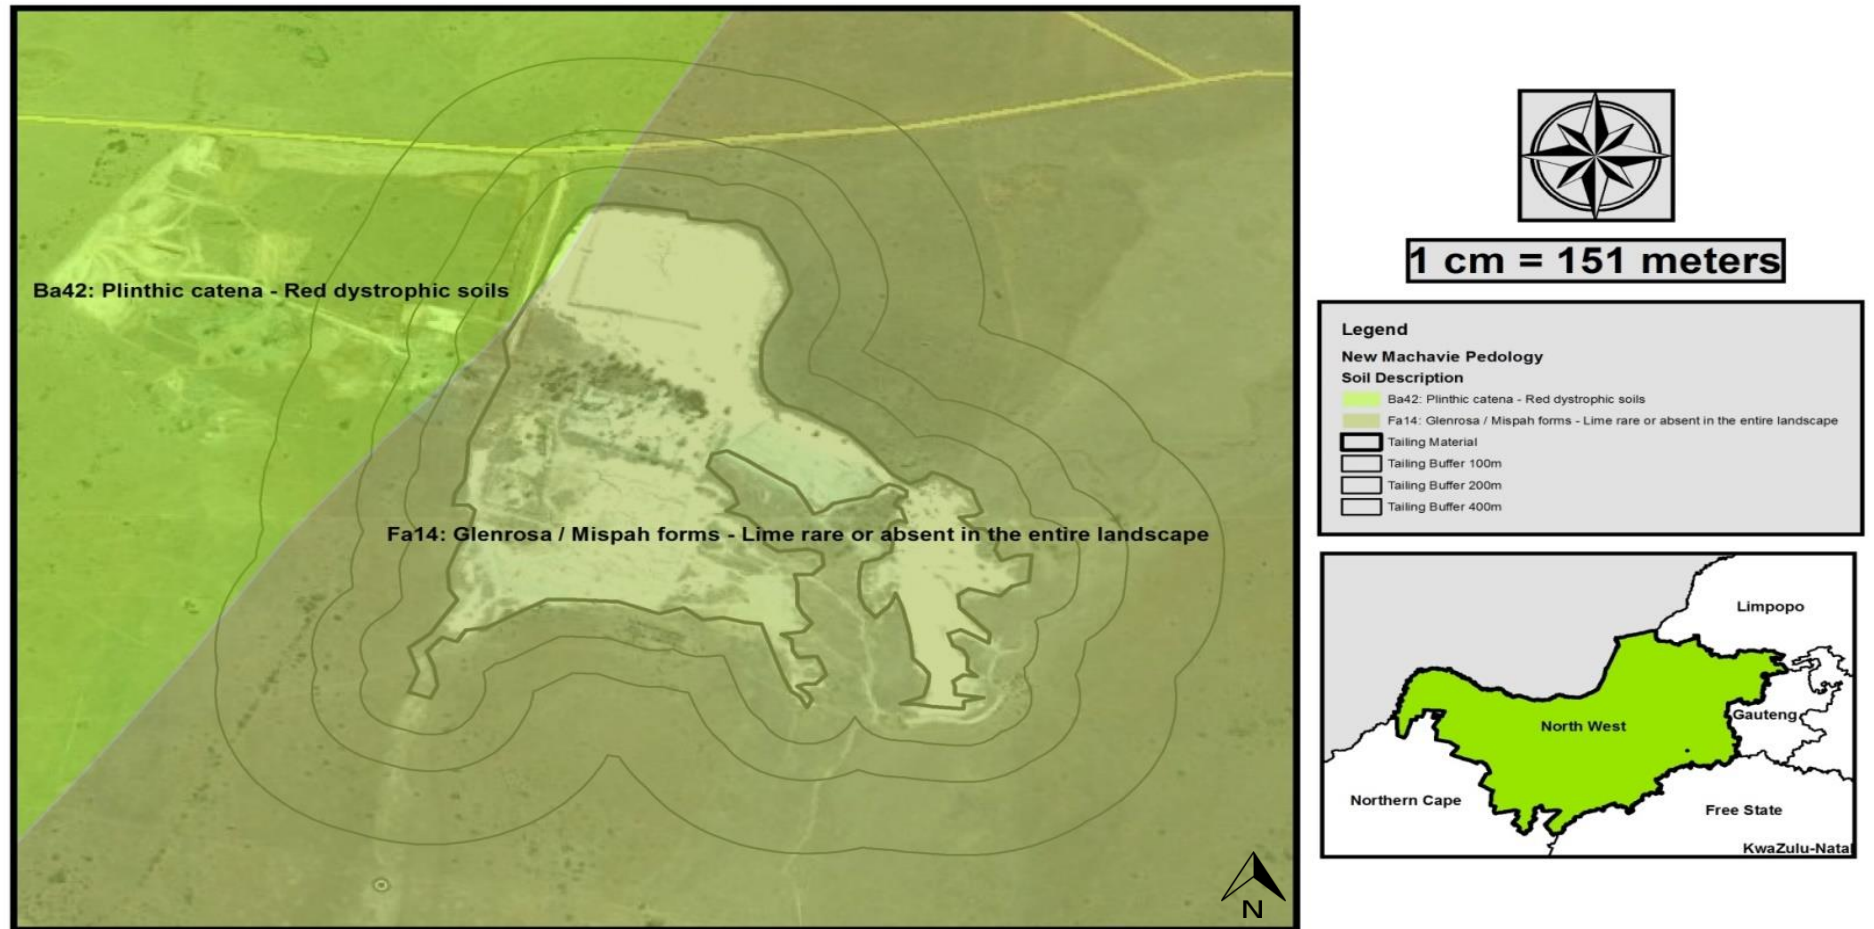 Ba42: Plinthic catena - Red dystrophic soils
Fa14: Glenrosa / Mispah forms - Lime rare or absent in the entire landscape
N
1 cm = 151 meters
Legend
New Machavie Pedology
Soil Description
Ba42: Plinthic catena - Red dystrophic soils
Fa14: Glenrosa / Mispah forms - Lime rare or absent in the entire landscape
Tailing Material
Tailing Buffer 100m
Tailing Buffer 200m
Tailing Buffer 400m
Limpopo
Gauteng
North West
Northern Cape
Free State
KwaZulu-Natal